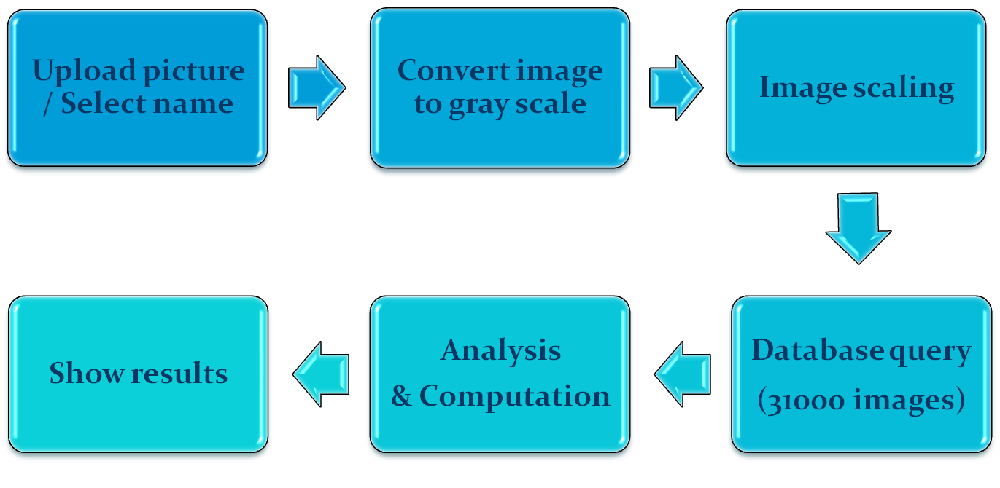 Upload picture
/ Select name
Convert image
to gray scale
Image scaling
Database query
(31000 images)
Analysis
& Computation
Show results